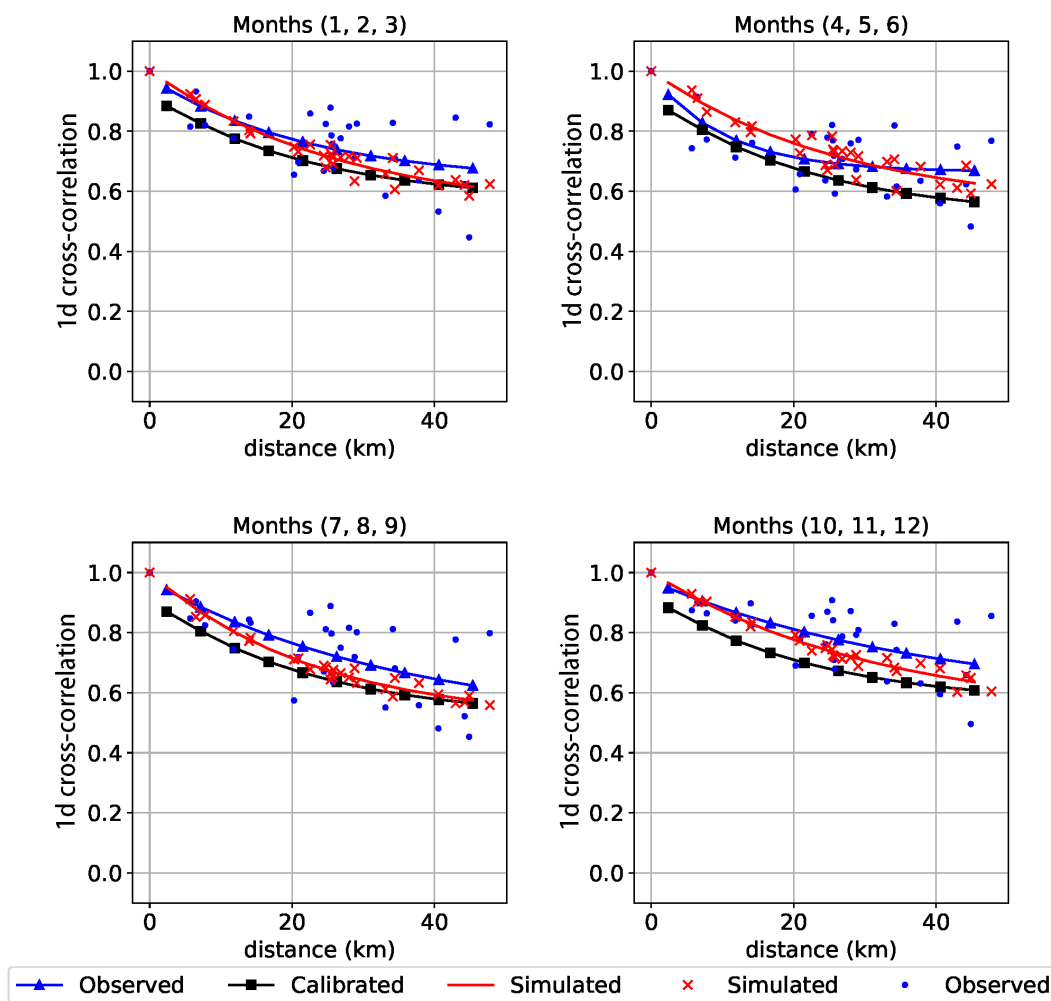 Months (1, 2, 3)
1d cross-correlation
1.0
0.8
0.6
0.4
0.2
0.0
0 20 40
distance (km)
Months (4, 5, 6)
1d cross-correlation
1.0
0.8
0.6
0.4
0.2
0.0
0 20 40
distance (km)
Months (7, 8, 9)
1d cross-correlation
1.0
0.8
0.6
0.4
0.2
0.0
0 20 40
distance (km)
Months (10, 11, 12)
1d cross-correlation
1.0
0.8
0.6
0.4
0.2
0.0
0 20 40
distance (km)
Observed Calibrated Simulated Simulated Observed